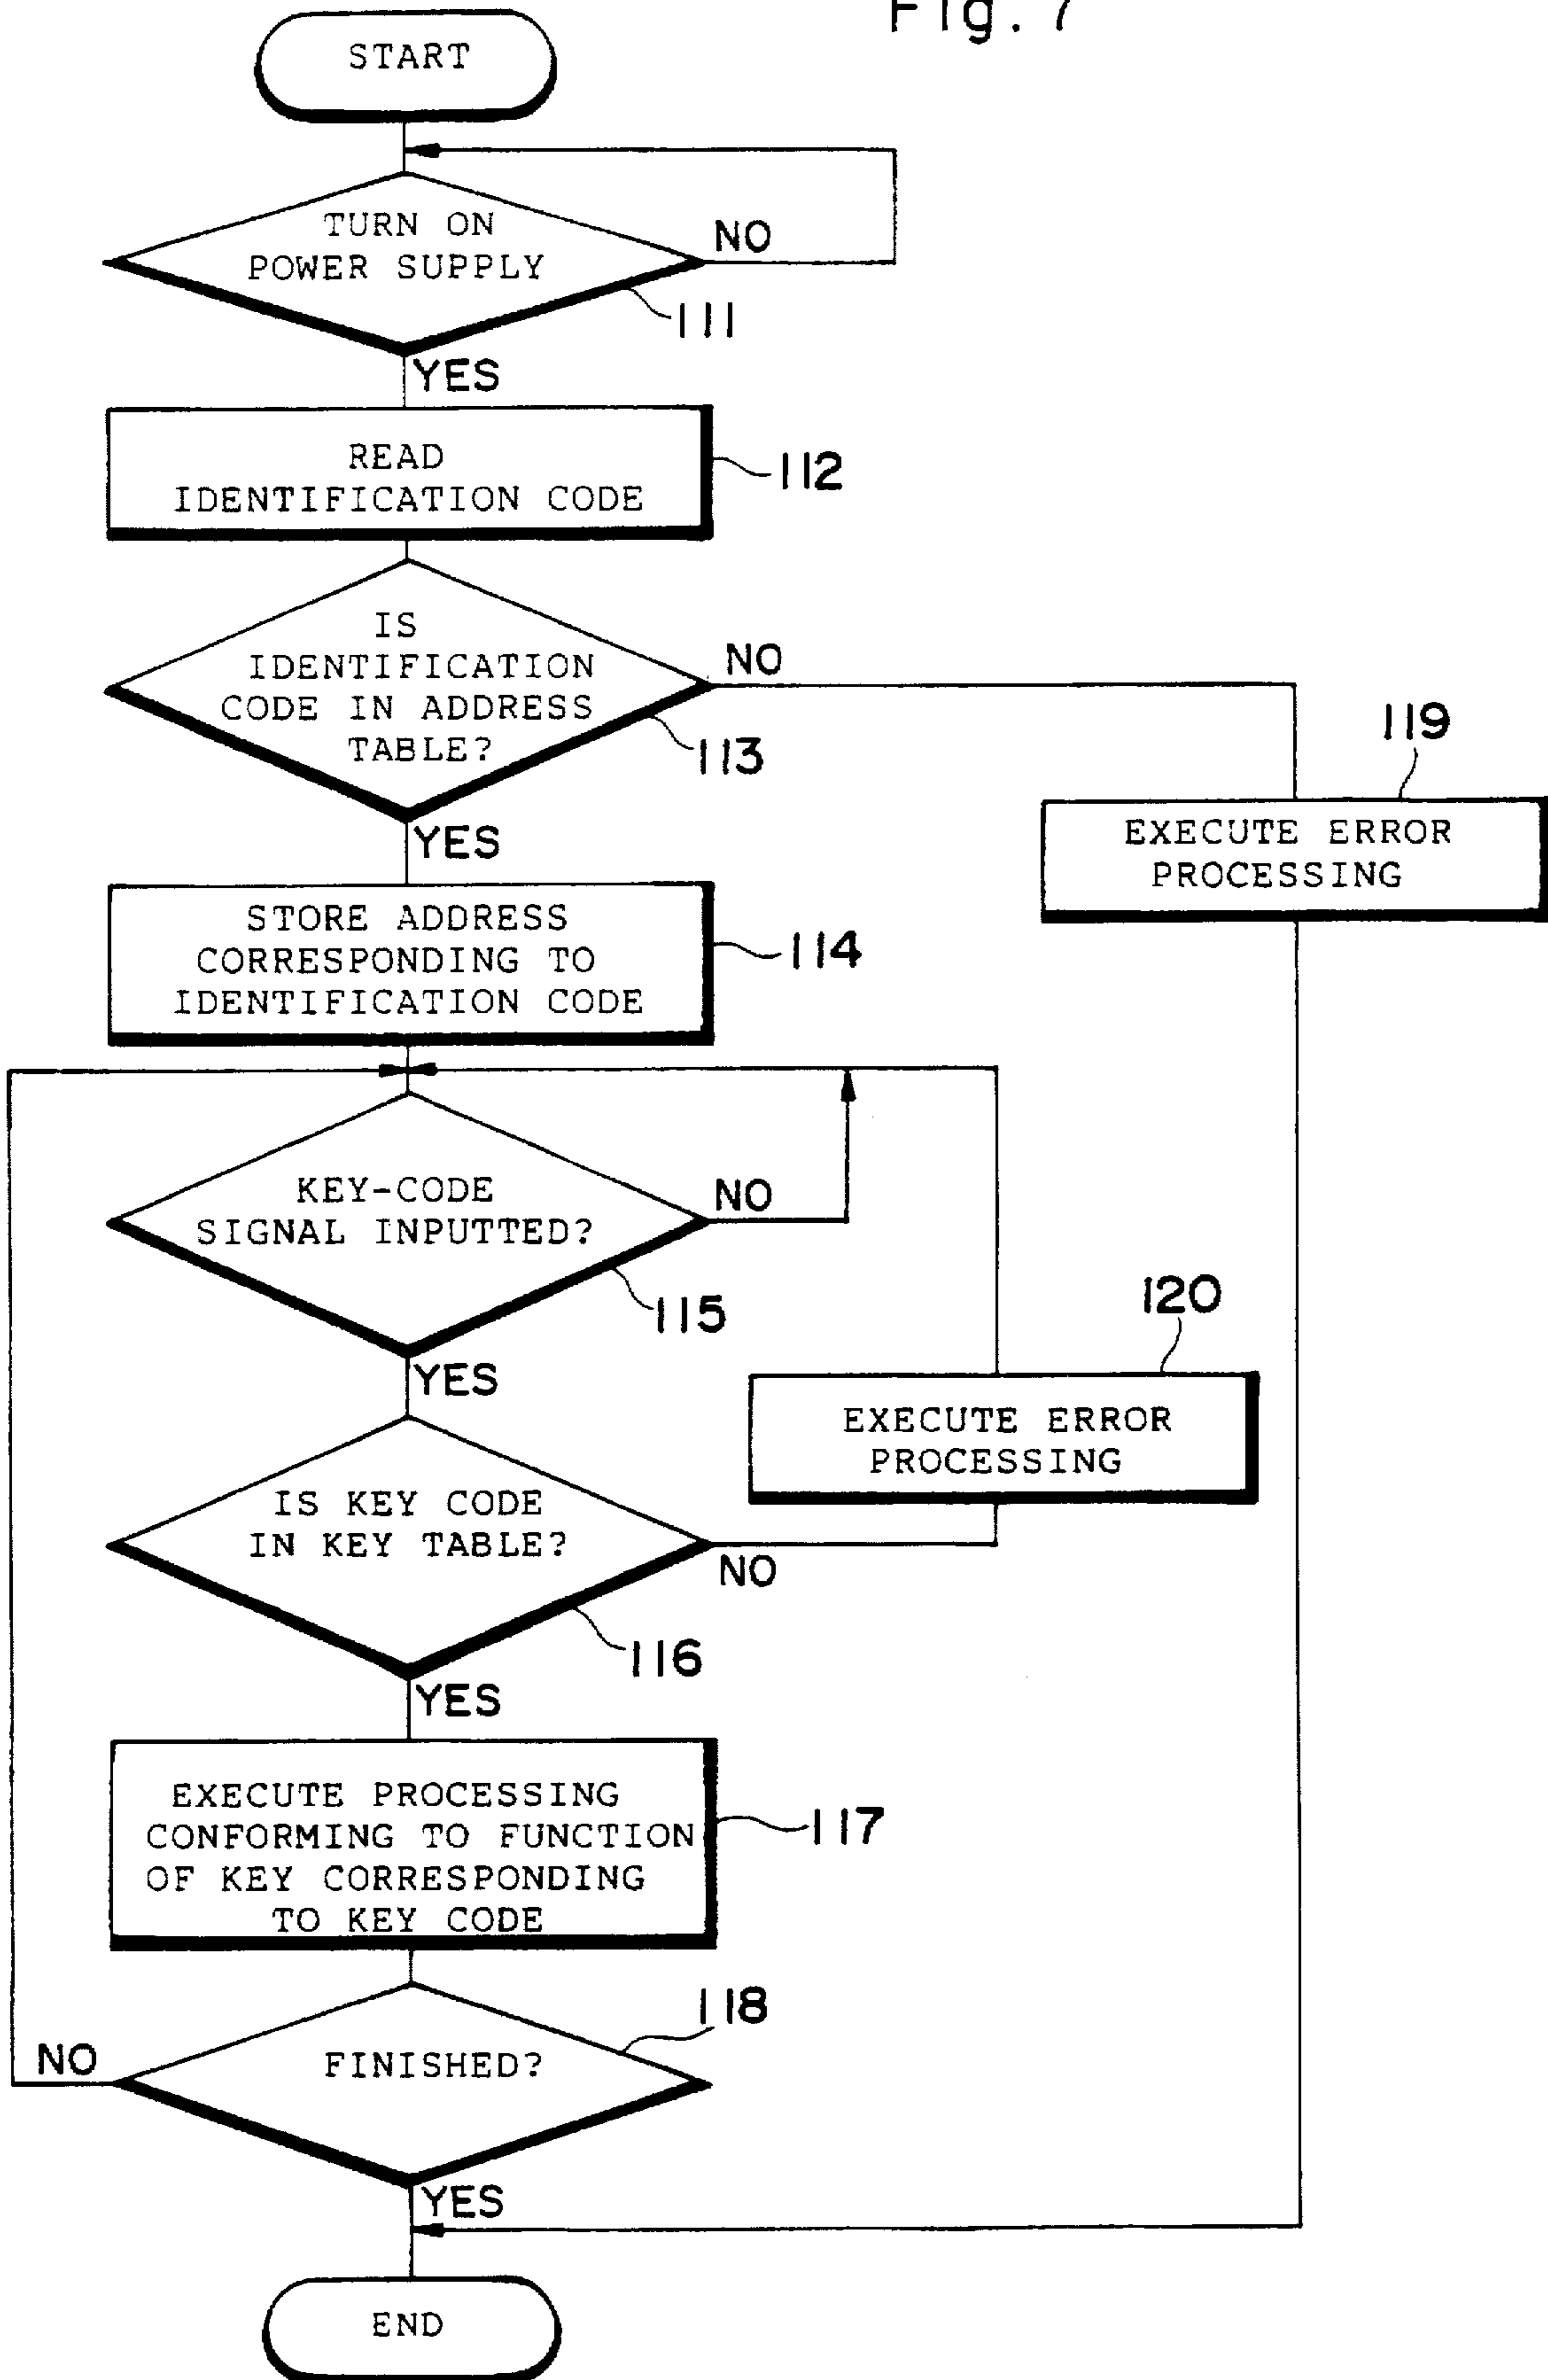 Fig. 7
START
TURN ON
POWER SUPPLY
NO
111
YES
READ
IDENTIFICATION CODE
112
IS
IDENTIFICATION
CODE IN ADDRESS
TABLE?
NO
113
YES
119
EXECUTE ERROR
PROCESSING
STORE ADDRESS
CORRESPONDING TO
IDENTIFICATION CODE
114
KEY-CODE
SIGNAL INPUTTED?
NO
115
YES
120
EXECUTE ERROR
PROCESSING
IS KEY CODE
IN KEY TABLE?
NO
116
YES
EXECUTE PROCESSING
CONFORMING TO FUNCTION
OF KEY CORRESPONDING
TO KEY CODE
117
118
FINISHED?
NO
YES
END